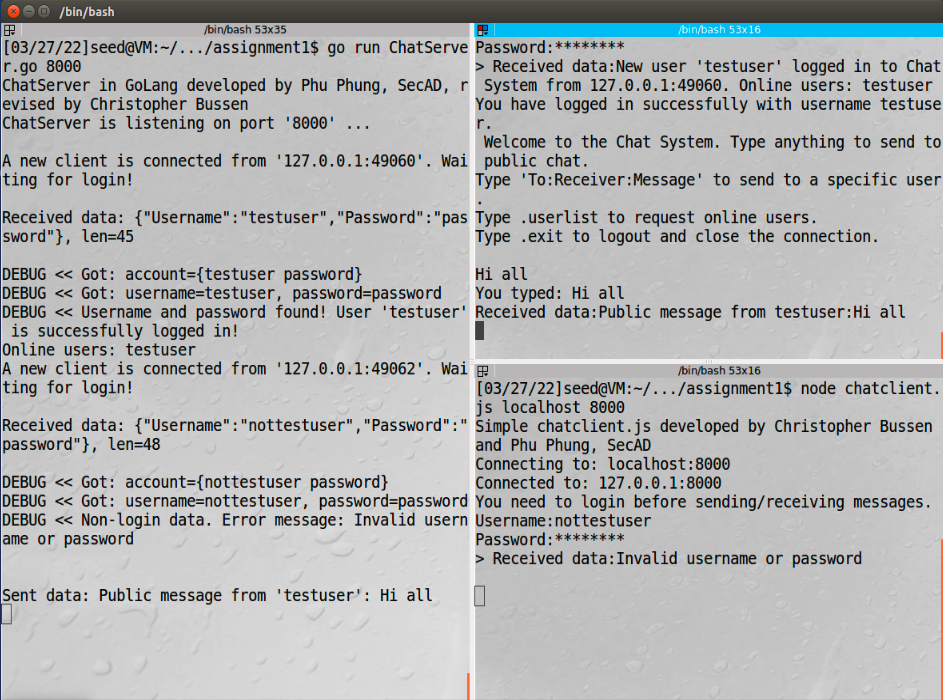 /bin/bash
/bin/bash 53x35
[03/27/22]seed@VM:~/.../assignment1$ go run ChatServe
r.go 8000
ChatServer in GoLang developed by Phu Phung, SecAD, r
evised by Christopher Bussen
ChatServer is listening on port '8000' ...
A new client is connected from '127.0.0.1:49060'. Wai
ting for login!
Received data: {"Username":"testuser","Password":"pas
sword"}, len=45
DEBUG << Got: account={testuser password}
DEBUG << Got: username=testuser, password=password
DEBUG << Username and password found! User 'testuser'
is successfully logged in!
Online users: testuser
A new client is connected from '127.0.0.1:49062'. Wai
ting for login!
Received data: {"Username":"nottestuser","Password":"
password"}, len=48
DEBUG << Got: account={nottestuser password}
DEBUG << Got: username=nottestuser, password=password
DEBUG << Non-login data. Error message: Invalid usern
ame or password
Sent data: Public message from 'testuser': Hi all
/bin/bash 53x16
Password:********
> Received data:New user 'testuser' logged in to Chat
System from 127.0.0.1:49060. Online users: testuser
You have logged in successfully with username testuse
r.
Welcome to the Chat System. Type anything to send to
public chat.
Type 'To:Receiver:Message' to send to a specific user
.
Type .userlist to request online users.
Type .exit to logout and close the connection.
Hi all
You typed: Hi all
Received data:Public message from testuser:Hi all
/bin/bash 53x16
[03/27/22]seed@VM:~/.../assignment1$ node chatclient.
js localhost 8000
Simple chatclient.js developed by Christopher Bussen
and Phu Phung, SecAD
Connecting to: localhost:8000
Connected to: 127.0.0.1:8000
You need to login before sending/receiving messages.
Username:nottestuser
Password:********
> Received data:Invalid username or password